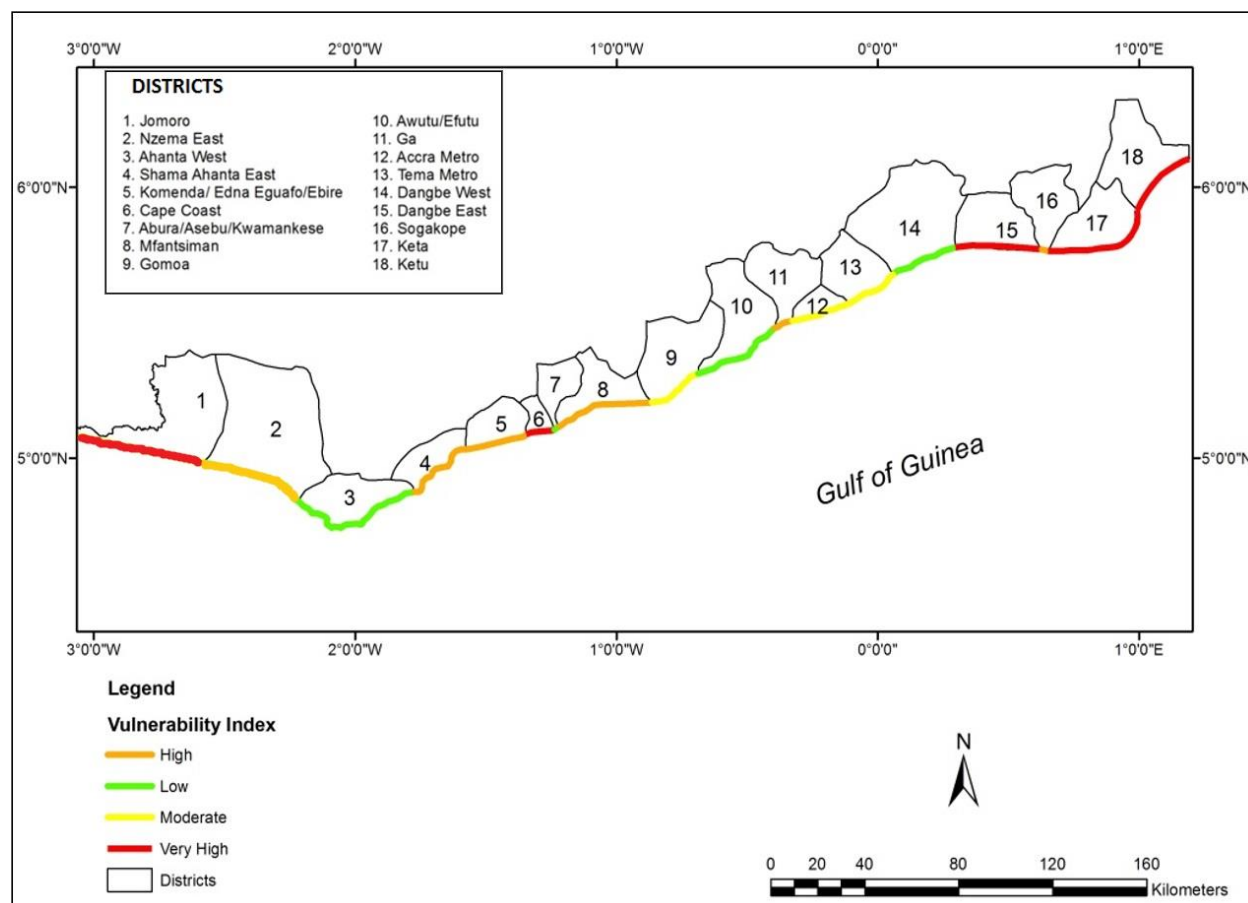 3°0'0"W 2°0'0"W 1°0'0"W 0°0'0" 1°0'0"E
DISTRICTS
1. Jomoro
2. Nzema East
3. Ahanta West
4. Shama Ahanta East
5. Komenda/ Edna Eguafo/Ebire
6. Cape Coast
7. Abura/Asebu/Kwamankese
8. Mfantsiman
9. Gomoa
10. Awutu/Efutu
11. Ga
12. Accra Metro
13. Tema Metro
14. Dangbe West
15. Dangbe East
16. Sogakope
17. Keta
18. Ketu
6°0'0"N
6°0'0"N
5°0'0"N
5°0'0"N
1
2
3
4
5
6
7
8
9
10
11
12
13
14
15
16
17
18
Gulf of Guinea
3°0'0"W 2°0'0"W 1°0'0"W 0°0'0" 1°0'0"E
Legend
Vulnerability Index
High
Low
Moderate
Very High
Districts
N
0 20 40 80 120 160
Kilometers